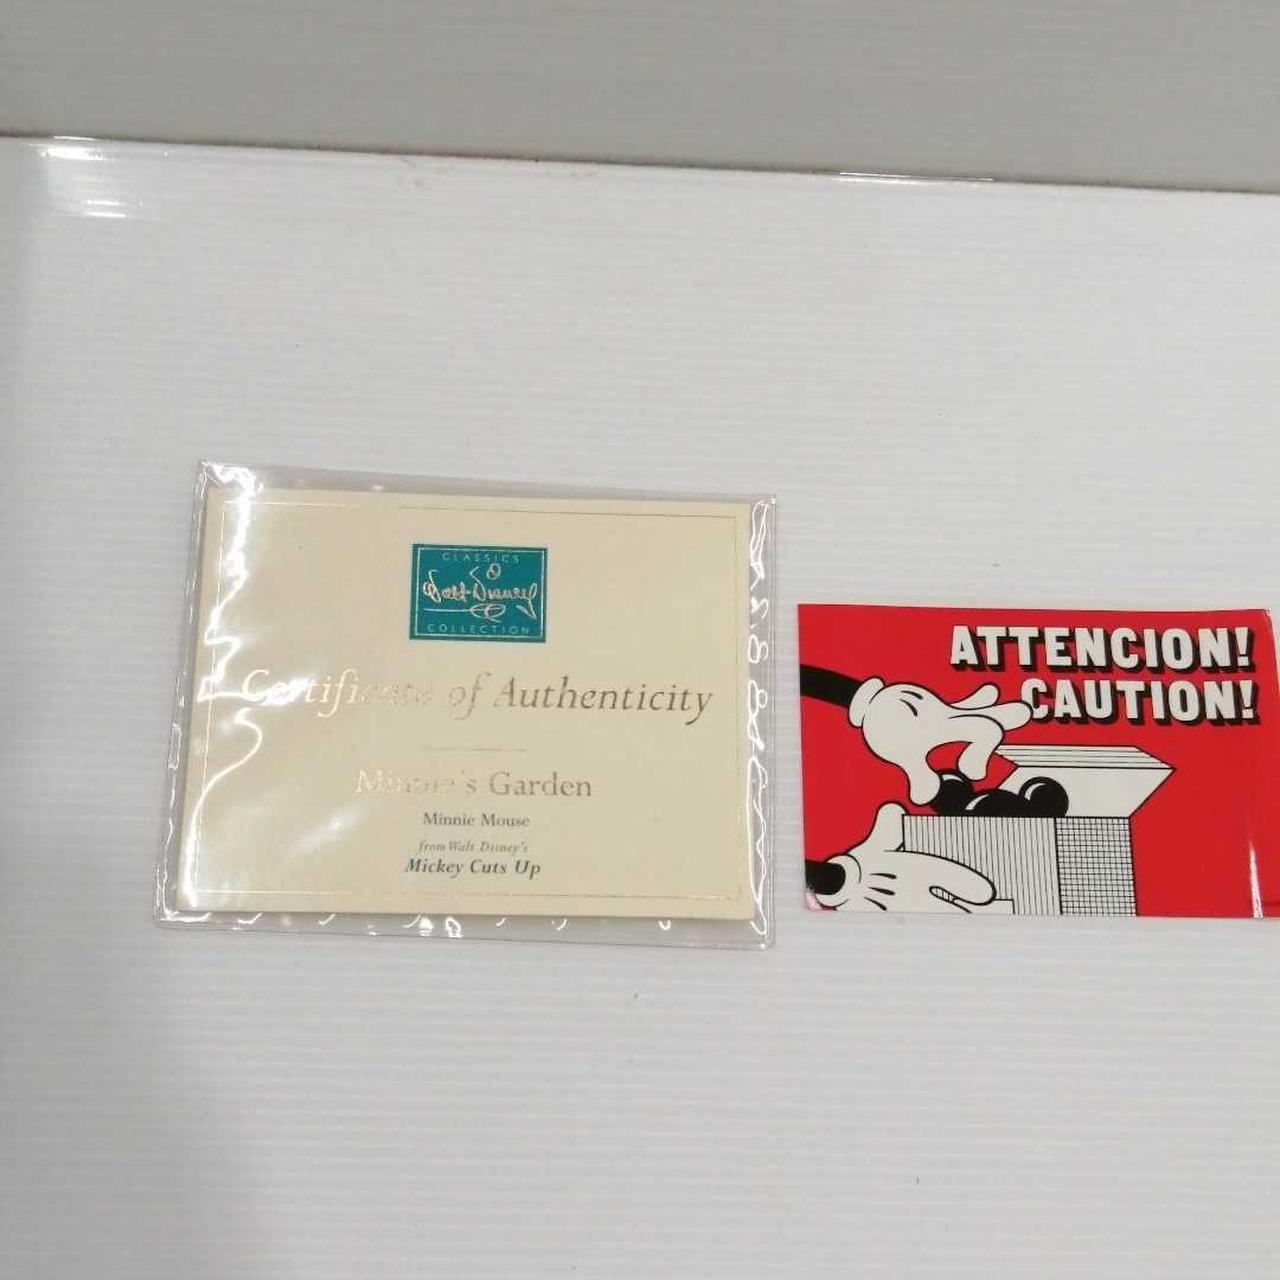 CLASSICS
Walt Disney
COLLECTION
Certificate of Authenticity
Minnie's Garden
Minnie Mouse
from Walt Disney's
Mickey Cuts Up
ATTENCION!
CAUTION!